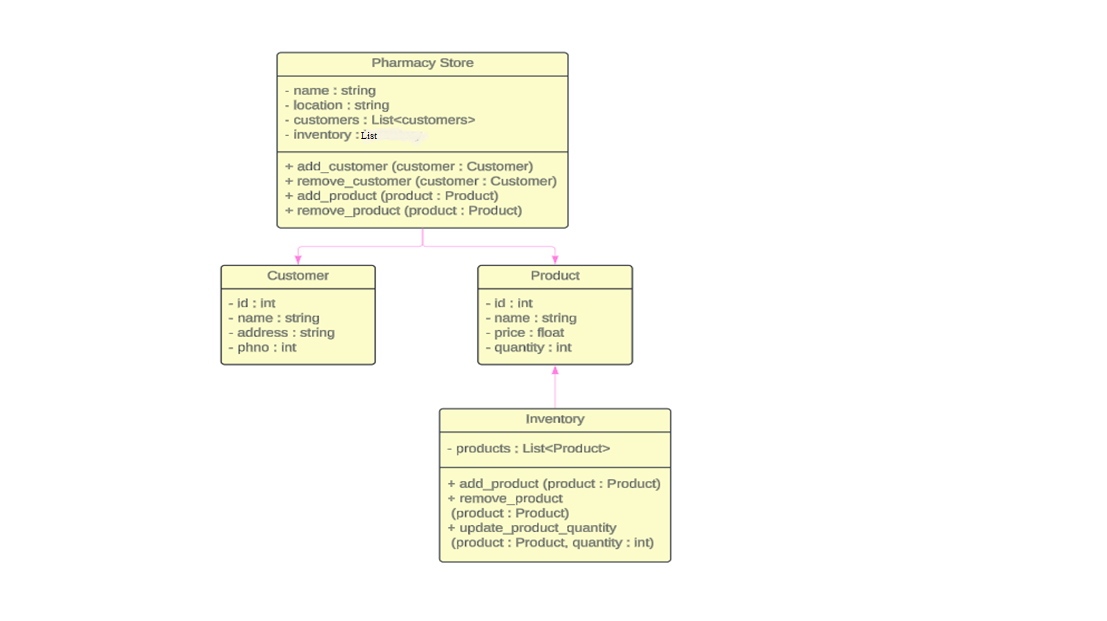 Pharmacy Store
- name : string
- location : string
- customers : List<customers>
- inventory : List
+ add_customer (customer : Customer)
+ remove_customer (customer : Customer)
+ add_product (product : Product)
+ remove_product (product : Product)
Customer
- id : int
- name : string
- address : string
- phno : int
Product
- id : int
- name : string
- price : float
- quantity : int
Inventory
- products : List<Product>
+ add_product (product : Product)
+ remove_product
(product : Product)
+ update_product_quantity
(product : Product, quantity : int)